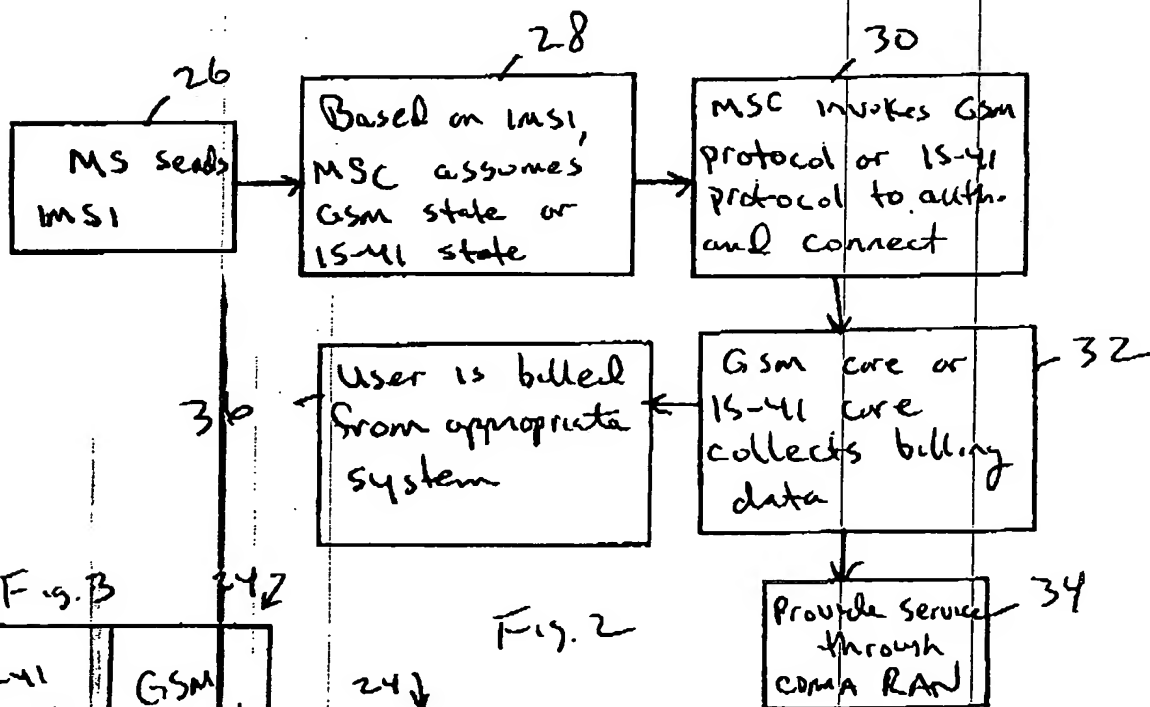 26
MS sends
IMSI
28
Based on IMSI,
MSC assumes
GSM state or
IS-41 state
30
MSC invokes GSM
protocol or IS-41
protocol to auth.
and connect
32
GSM core or
IS-41 core
collects billing
data
36
User is billed
from appropriate
system
34
Provide service
through
CDMA RAN
Fig. 2
Fig. 3
24
-41
GSM
24